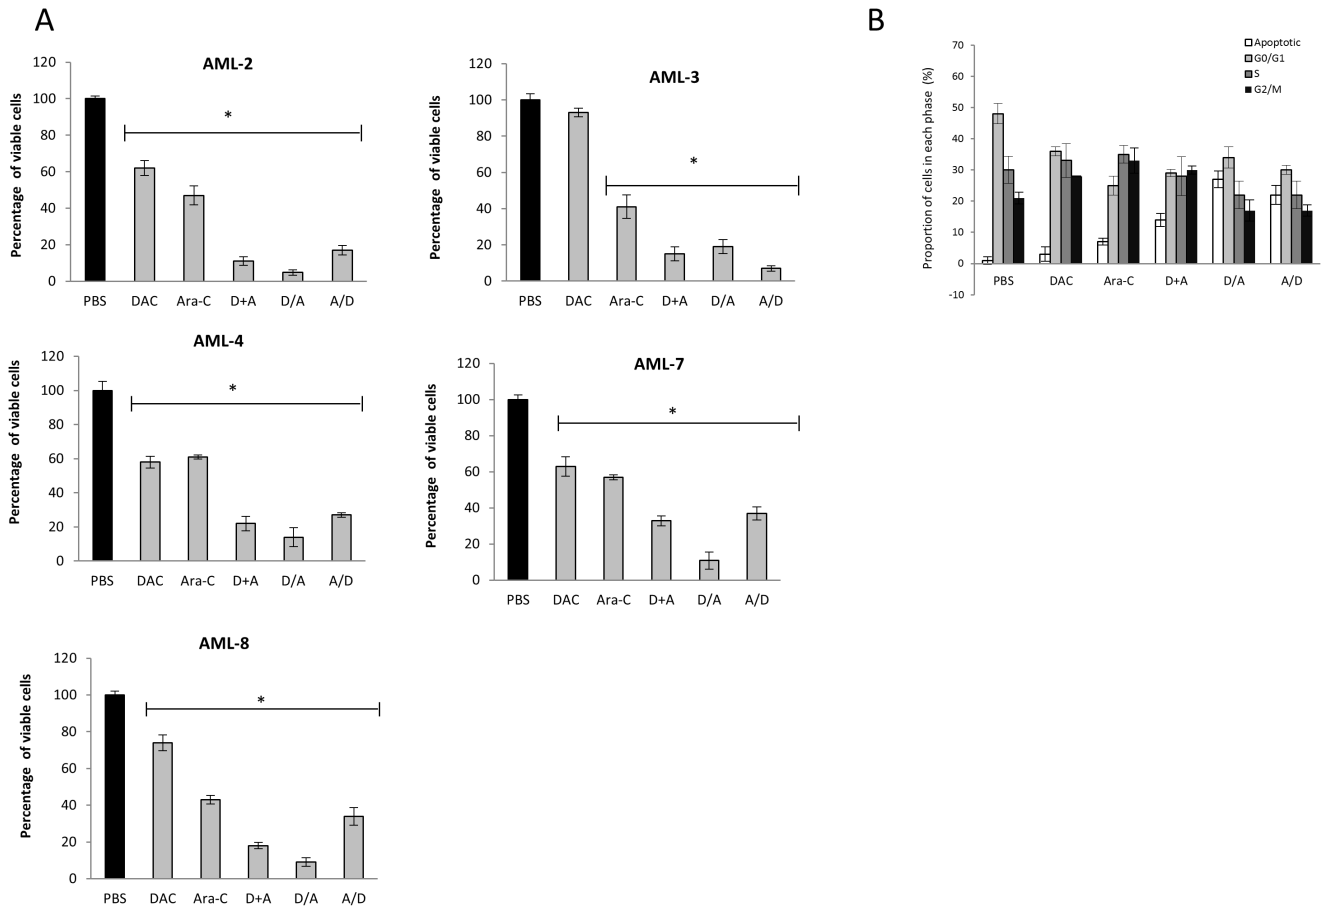 A
AML-2
Percentage of viable cells
120
100
80
60
40
20
0
*
PBS DAC Ara-C D+A D/A A/D
AML-3
Percentage of viable cells
120
100
80
60
40
20
0
*
PBS DAC Ara-C D+A D/A A/D
AML-4
Percentage of viable cells
120
100
80
60
40
20
0
*
PBS DAC Ara-C D+A D/A A/D
AML-7
Percentage of viable cells
120
100
80
60
40
20
0
*
PBS DAC Ara-C D+A D/A A/D
AML-8
Percentage of viable cells
120
100
80
60
40
20
0
*
PBS DAC Ara-C D+A D/A A/D
B
Proportion of cells in each phase (%)
70
60
50
40
30
20
10
0
-10
Apoptotic
G0/G1
S
G2/M
PBS DAC Ara-C D+A D/A A/D